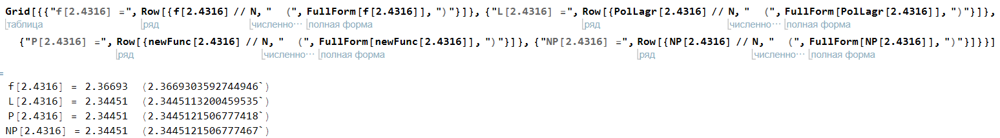 Grid[{{"f[2.4316] =", Row[{f[2.4316] // N, "  (", FullForm[f[2.4316]], ")"}]}, {"L[2.4316] =", Row[{PolLagr[2.4316] // N, "  (", FullForm[PolLagr[2.4316]], ")"}]},
таблица ряд численно⋯ полная форма ряд численно⋯ полная форма
{"P[2.4316] =", Row[{newFunc[2.4316] // N, "  (", FullForm[newFunc[2.4316]], ")"}]}, {"NP[2.4316] =", Row[{NP[2.4316] // N, "  (", FullForm[NP[2.4316]], ")"}]}}]
ряд численно⋯ полная форма ряд численно⋯ полная форма
=
f[2.4316] = 2.36693  (2.3669303592744946`)
L[2.4316] = 2.34451  (2.3445113200459535`)
P[2.4316] = 2.34451  (2.3445121506777418`)
NP[2.4316] = 2.34451  (2.3445121506777467`)